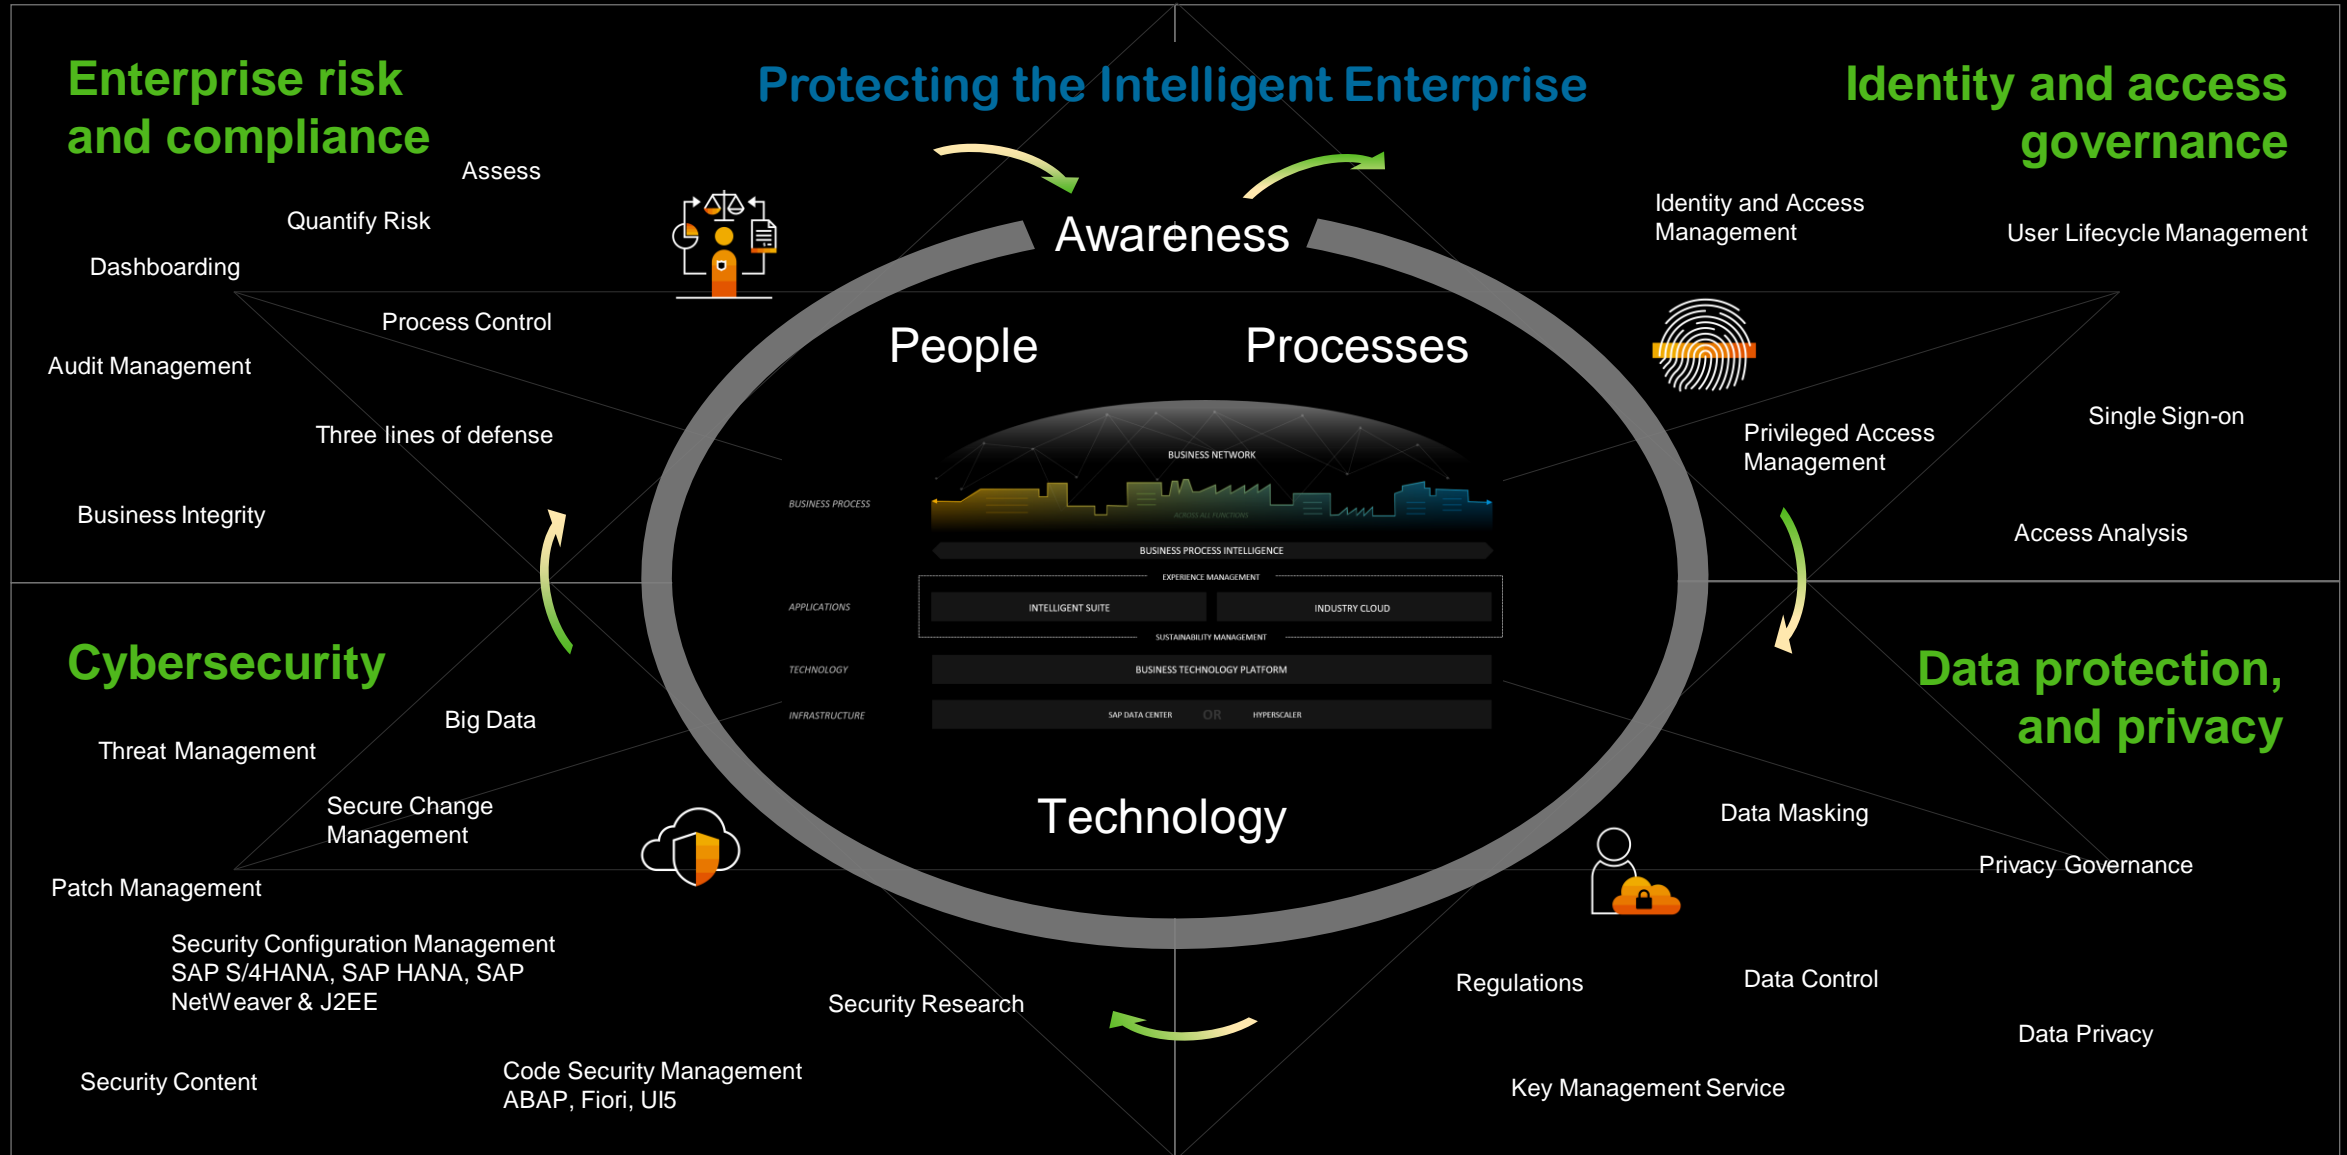 Protecting the Intelligent Enterprise
Enterprise risk
and compliance
Assess
Quantify Risk
Dashboarding
Process Control
Audit Management
Three lines of defense
Business Integrity
Identity and access
governance
Identity and Access
Management
User Lifecycle Management
Single Sign-on
Privileged Access
Management
Access Analysis
Awareness
People
Processes
BUSINESS NETWORK
BUSINESS PROCESS
ACROSS ALL FUNCTIONS
BUSINESS PROCESS INTELLIGENCE
EXPERIENCE MANAGEMENT
APPLICATIONS
INTELLIGENT SUITE
INDUSTRY CLOUD
SUSTAINABILITY MANAGEMENT
TECHNOLOGY
BUSINESS TECHNOLOGY PLATFORM
INFRASTRUCTURE
SAP DATA CENTER
OR
HYPERSCALER
Technology
Cybersecurity
Big Data
Threat Management
Secure Change
Management
Patch Management
Security Configuration Management
SAP S/4HANA, SAP HANA, SAP
NetWeaver & J2EE
Security Research
Security Content
Code Security Management
ABAP, Fiori, UI5
Data protection,
and privacy
Data Masking
Privacy Governance
Regulations
Data Control
Data Privacy
Key Management Service